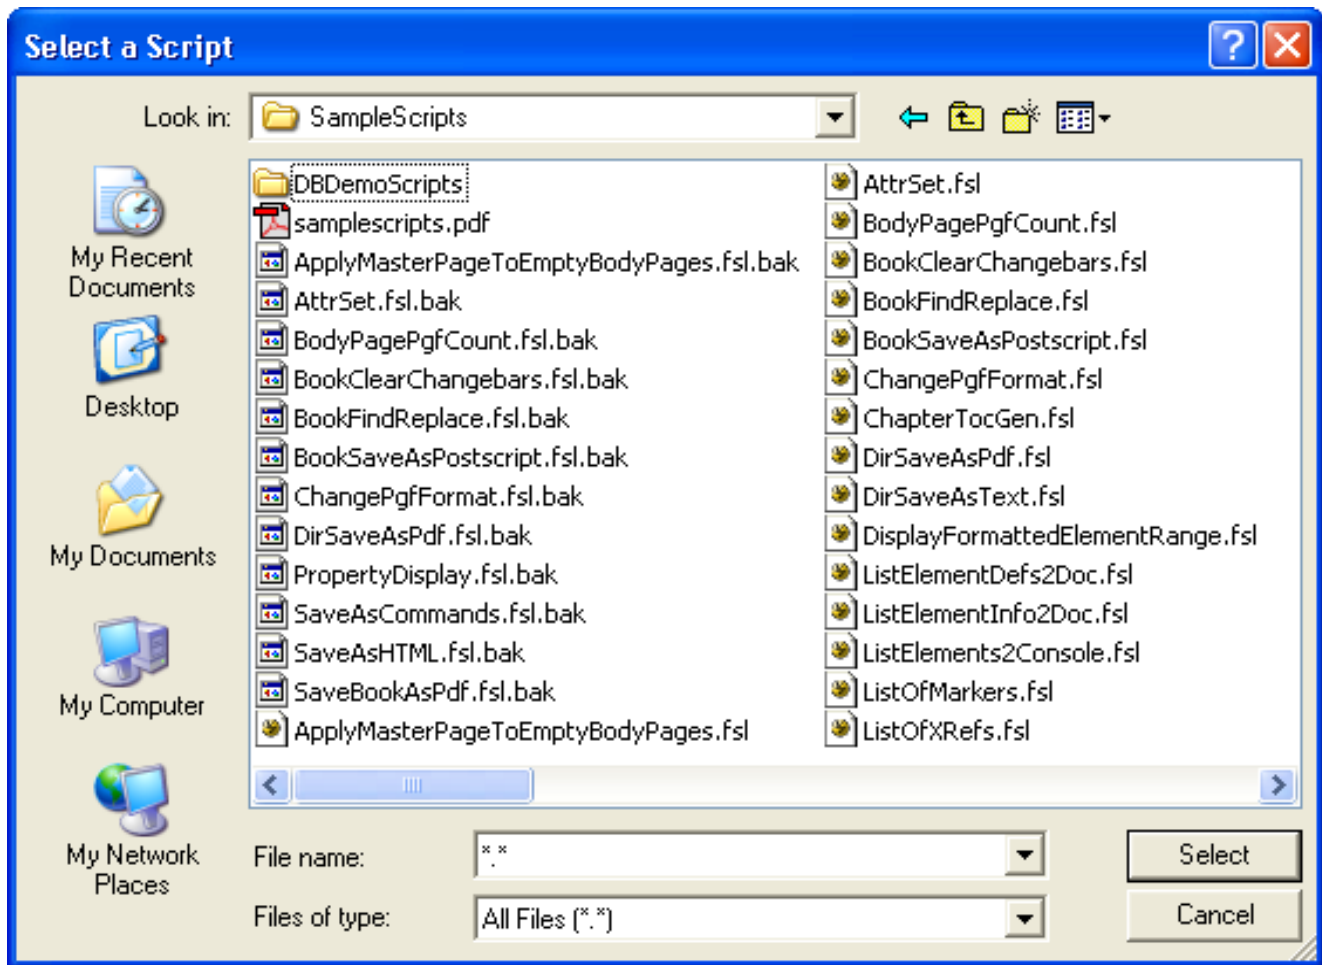 Select a Script
Look in:
SampleScripts
My Recent
Documents
Desktop
My Documents
My Computer
My Network
Places
DBDemoScripts
samplescripts.pdf
ApplyMasterPageToEmptyBodyPages.fsl.bak
AttrSet.fsl.bak
BodyPagePgfCount.fsl.bak
BookClearChangebars.fsl.bak
BookFindReplace.fsl.bak
BookSaveAsPostscript.fsl.bak
ChangePgfFormat.fsl.bak
DirSaveAsPdf.fsl.bak
PropertyDisplay.fsl.bak
SaveAsCommands.fsl.bak
SaveAsHTML.fsl.bak
SaveBookAsPdf.fsl.bak
ApplyMasterPageToEmptyBodyPages.fsl
AttrSet.fsl
BodyPagePgfCount.fsl
BookClearChangebars.fsl
BookFindReplace.fsl
BookSaveAsPostscript.fsl
ChangePgfFormat.fsl
ChapterTocGen.fsl
DirSaveAsPdf.fsl
DirSaveAsText.fsl
DisplayFormattedElementRange.fsl
ListElementDefs2Doc.fsl
ListElementInfo2Doc.fsl
ListElements2Console.fsl
ListOfMarkers.fsl
ListOfXRefs.fsl
File name:
*.*
Select
Files of type:
All Files (*.*)
Cancel